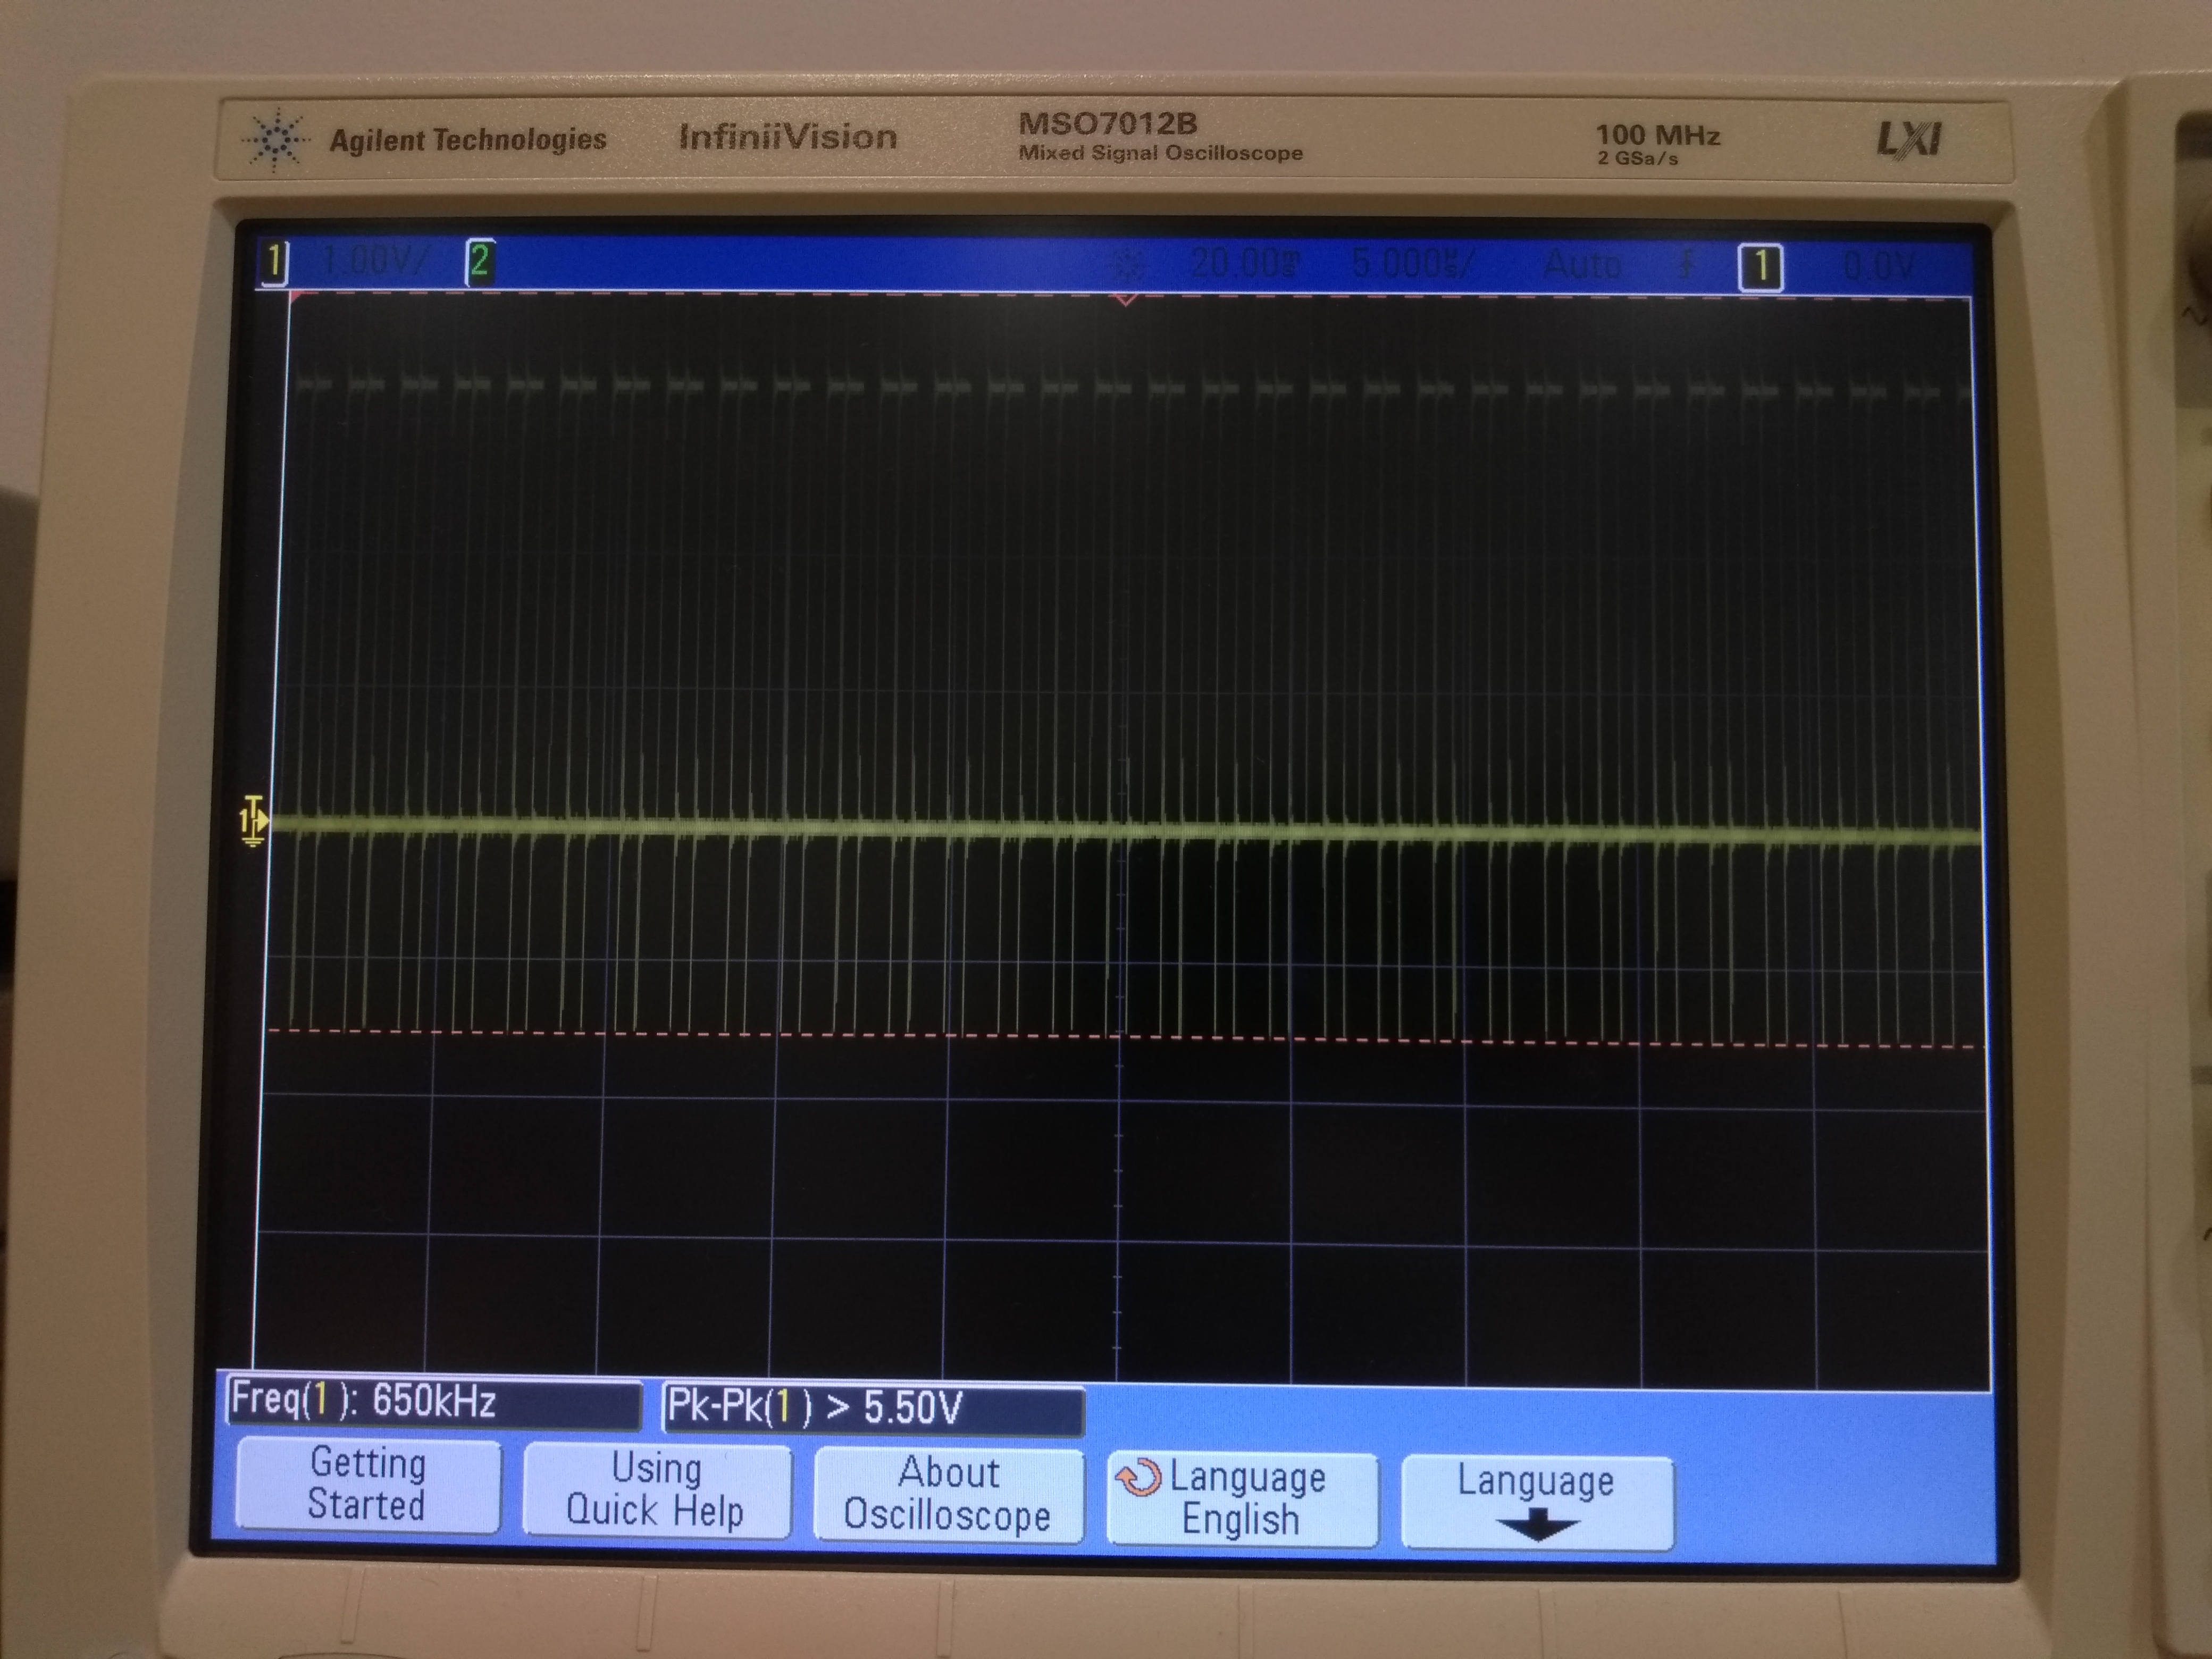 Agilent Technologies
InfiniiVision
MSO7012B
Mixed Signal Oscilloscope
100 MHz
2 GSa/s
LXI
1 1.00V/ 2 20.00 5.000 / Auto 1 0.0V
T
1
Freq(1): 650kHz
Pk-Pk(1) > 5.50V
Getting
Started
Using
Quick Help
About
Oscilloscope
Language
English
Language